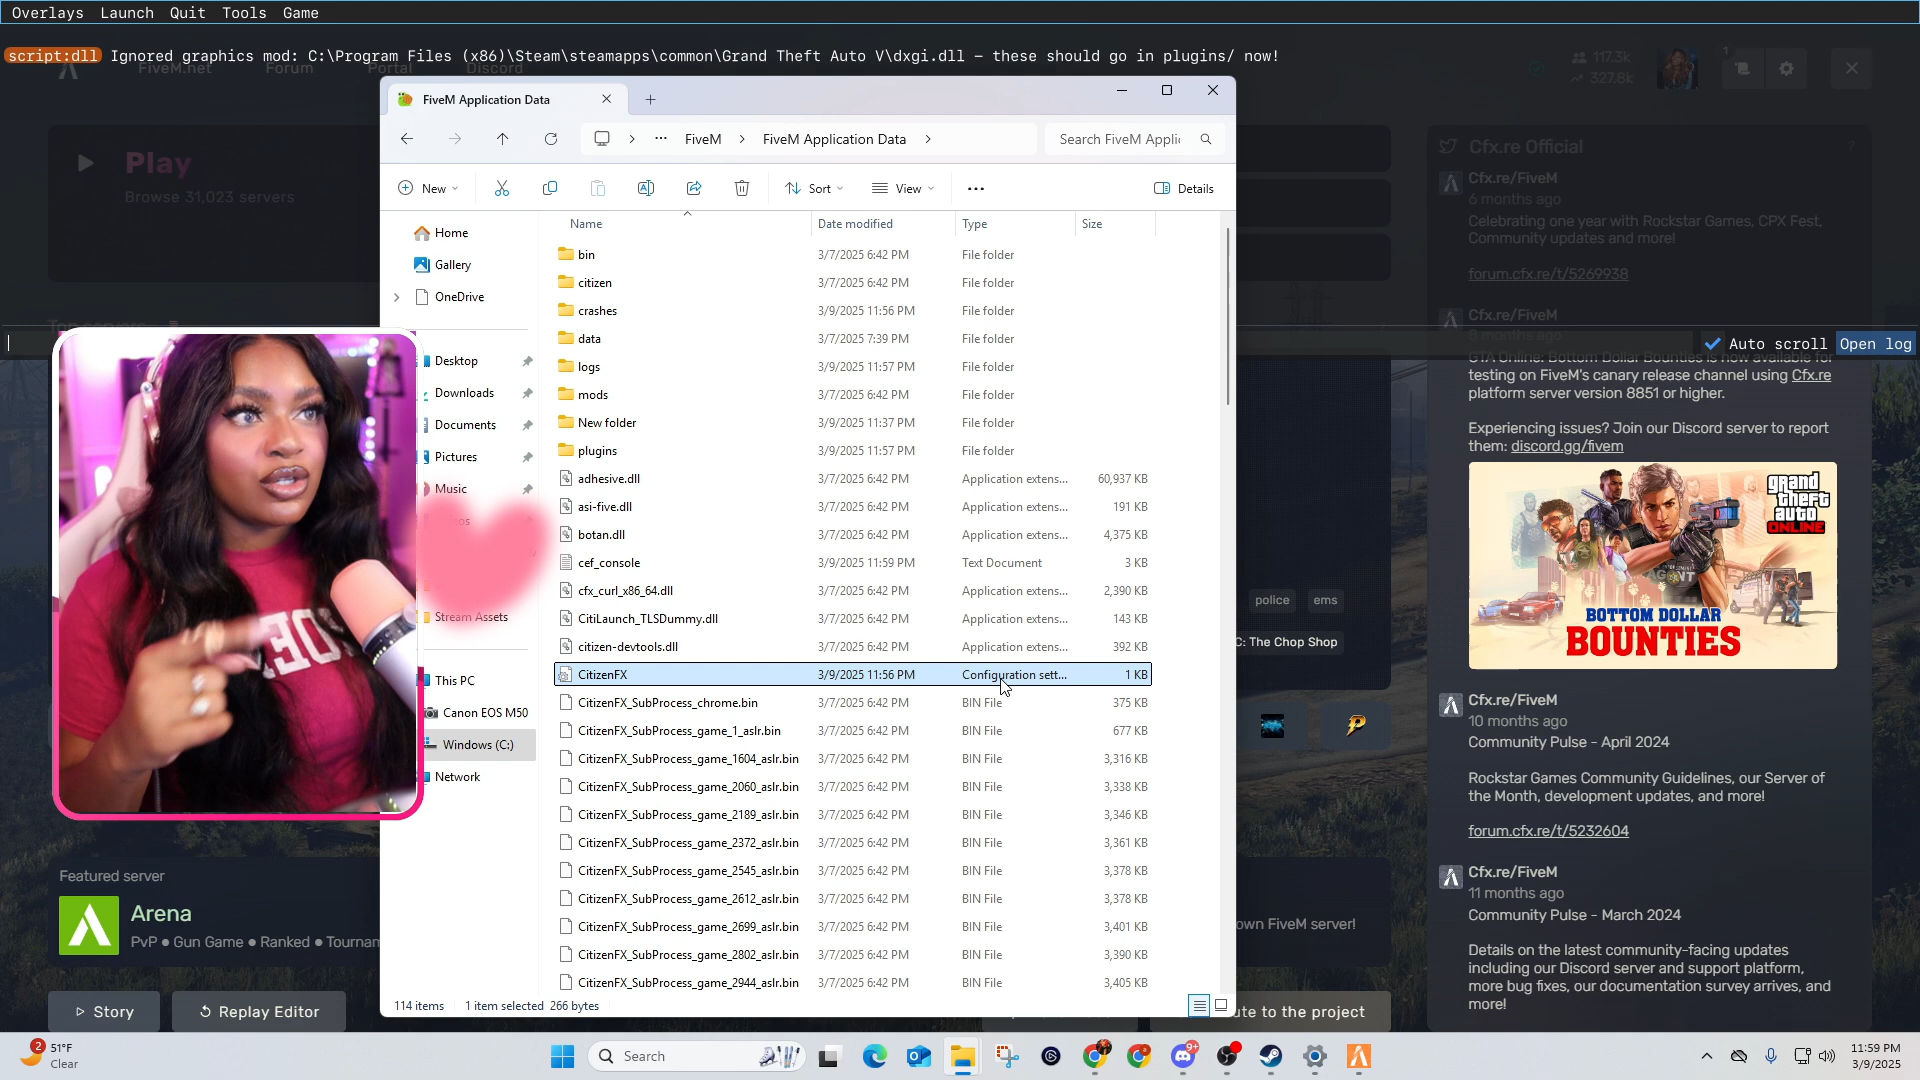 Overlays Launch Quit Tools Game
script:dll Ignored graphics mod: C:\Program Files (x86)\Steam\steamapps\common\Grand Theft Auto V\dxgi.dll – these should go in plugins/ now!
FiveM.net Forum Portal Discord
117.3k
327.8k
1
Play
Browse 31,023 servers
FiveM Application Data
FiveM FiveM Application Data
Search FiveM Appli
New Sort View Details
Name Date modified Type Size
Home
Gallery
OneDrive
Desktop
Downloads
Documents
Pictures
Music
Stream Assets
This PC
Canon EOS M50
Windows (C:)
Network
bin 3/7/2025 6:42 PM File folder
citizen 3/7/2025 6:42 PM File folder
crashes 3/9/2025 11:56 PM File folder
data 3/7/2025 7:39 PM File folder
logs 3/9/2025 11:57 PM File folder
mods 3/7/2025 6:42 PM File folder
New folder 3/9/2025 11:37 PM File folder
plugins 3/9/2025 11:57 PM File folder
adhesive.dll 3/7/2025 6:42 PM Application extens... 60,937 KB
asi-five.dll 3/7/2025 6:42 PM Application extens... 191 KB
botan.dll 3/7/2025 6:42 PM Application extens... 4,375 KB
cef_console 3/9/2025 11:59 PM Text Document 3 KB
cfx_curl_x86_64.dll 3/7/2025 6:42 PM Application extens... 2,390 KB
CitiLaunch_TLSDummy.dll 3/7/2025 6:42 PM Application extens... 143 KB
citizen-devtools.dll 3/7/2025 6:42 PM Application extens... 392 KB
CitizenFX 3/9/2025 11:56 PM Configuration sett... 1 KB
CitizenFX_SubProcess_chrome.bin 3/7/2025 6:42 PM BIN File 375 KB
CitizenFX_SubProcess_game_1_aslr.bin 3/7/2025 6:42 PM BIN File 677 KB
CitizenFX_SubProcess_game_1604_aslr.bin 3/7/2025 6:42 PM BIN File 3,316 KB
CitizenFX_SubProcess_game_2060_aslr.bin 3/7/2025 6:42 PM BIN File 3,338 KB
CitizenFX_SubProcess_game_2189_aslr.bin 3/7/2025 6:42 PM BIN File 3,346 KB
CitizenFX_SubProcess_game_2372_aslr.bin 3/7/2025 6:42 PM BIN File 3,361 KB
CitizenFX_SubProcess_game_2545_aslr.bin 3/7/2025 6:42 PM BIN File 3,378 KB
CitizenFX_SubProcess_game_2612_aslr.bin 3/7/2025 6:42 PM BIN File 3,378 KB
CitizenFX_SubProcess_game_2699_aslr.bin 3/7/2025 6:42 PM BIN File 3,401 KB
CitizenFX_SubProcess_game_2802_aslr.bin 3/7/2025 6:42 PM BIN File 3,390 KB
CitizenFX_SubProcess_game_2944_aslr.bin 3/7/2025 6:42 PM BIN File 3,405 KB
114 items 1 item selected 266 bytes
Auto scroll Open log
Cfx.re Official ?
Cfx.re/FiveM
6 months ago
Celebrating one year with Rockstar Games, CPX Fest,
Community updates and more!
forum.cfx.re/t/5269938
Cfx.re/FiveM
8 months ago
GTA Online: Bottom Dollar Bounties is now available for
testing on FiveM's canary release channel using Cfx.re
platform server version 8851 or higher.
Experiencing issues? Join our Discord server to report
them: discord.gg/fivem
grand theft auto ONLINE
AGENT
BOTTOM DOLLAR
BOUNTIES
Cfx.re/FiveM
10 months ago
Community Pulse - April 2024
Rockstar Games Community Guidelines, our Server of
the Month, development updates, and more!
forum.cfx.re/t/5232604
Cfx.re/FiveM
11 months ago
Community Pulse - March 2024
Details on the latest community-facing updates
including our Discord server and support platform,
more bug fixes, our documentation survey arrives, and
more!
police ems
C: The Chop Shop
own FiveM server!
ute to the project
Featured server
Arena
PvP ● Gun Game ● Ranked ● Tournam
Story
Replay Editor
2
51°F
Clear
Search
9+
11:59 PM
3/9/2025